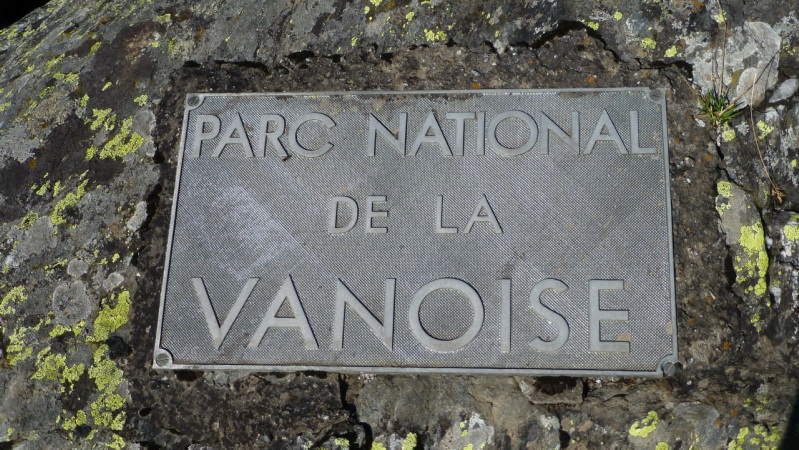 PARC NATIONAL
DE LA
VANOISE